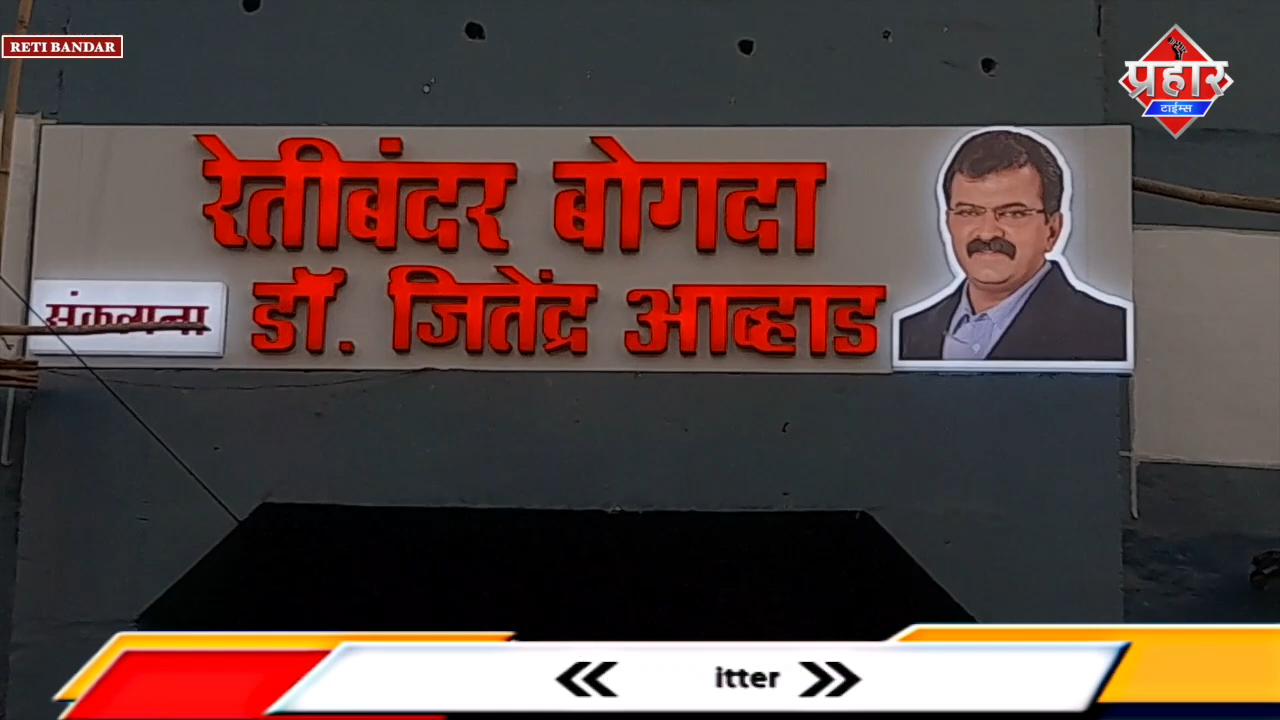 RETI BANDAR
प्रहार
टाईम्स
रेतीबंदर बोगदा
संकल्पना
डॉ. जितेंद्र आव्हाड
itter